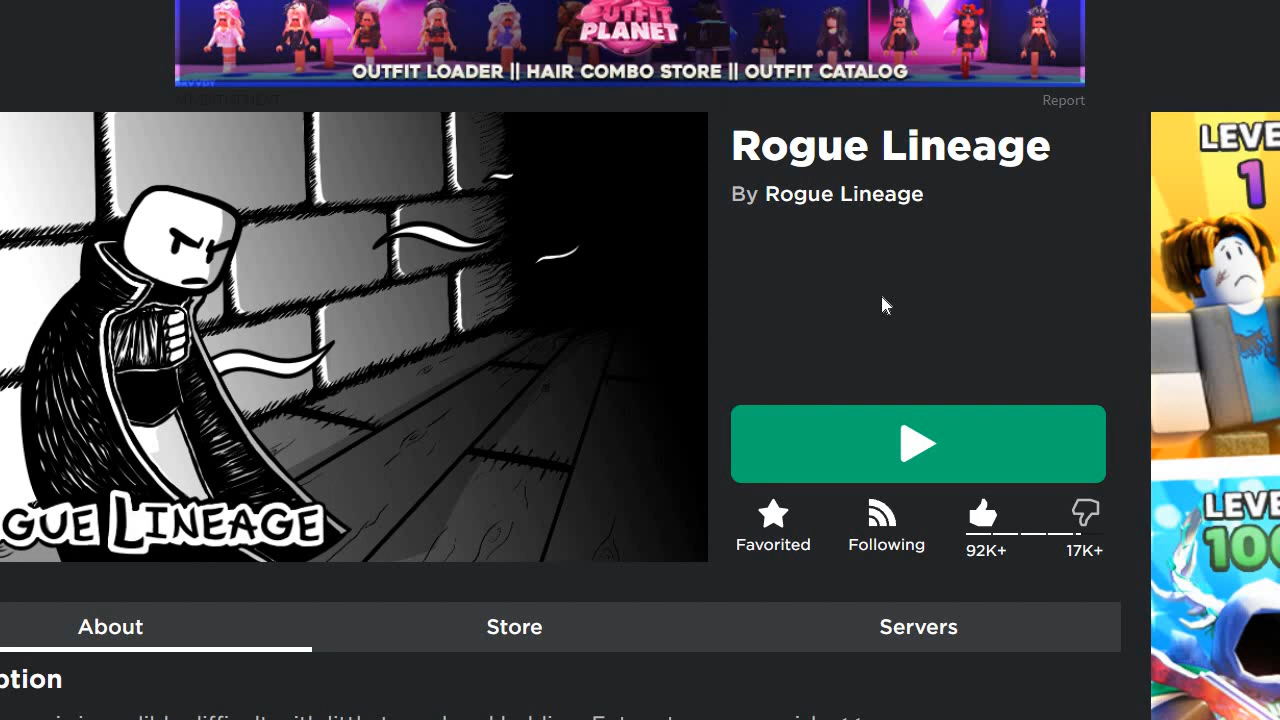 OUTFIT
PLANET
OUTFIT LOADER || HAIR COMBO STORE || OUTFIT CATALOG
ADVERTISEMENT
Report
Rogue Lineage
By Rogue Lineage
LEVE
1
GUE LINEAGE
Favorited
Following
92K+
17K+
LEVE
100
About
Store
Servers
ption